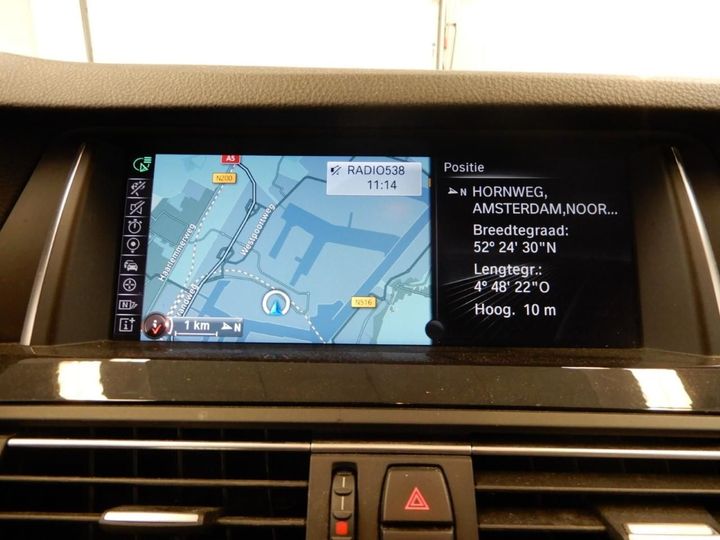 A5
N200
RADIO538
11:14
Haarlemmerweg
Westpoortweg
N516
1 km
N
N
Positie
N HORNWEG,
AMSTERDAM,NOOR...
Breedtegraad:
52° 24' 30"N
Lengtegr.:
4° 48' 22"O
Hoog. 10 m